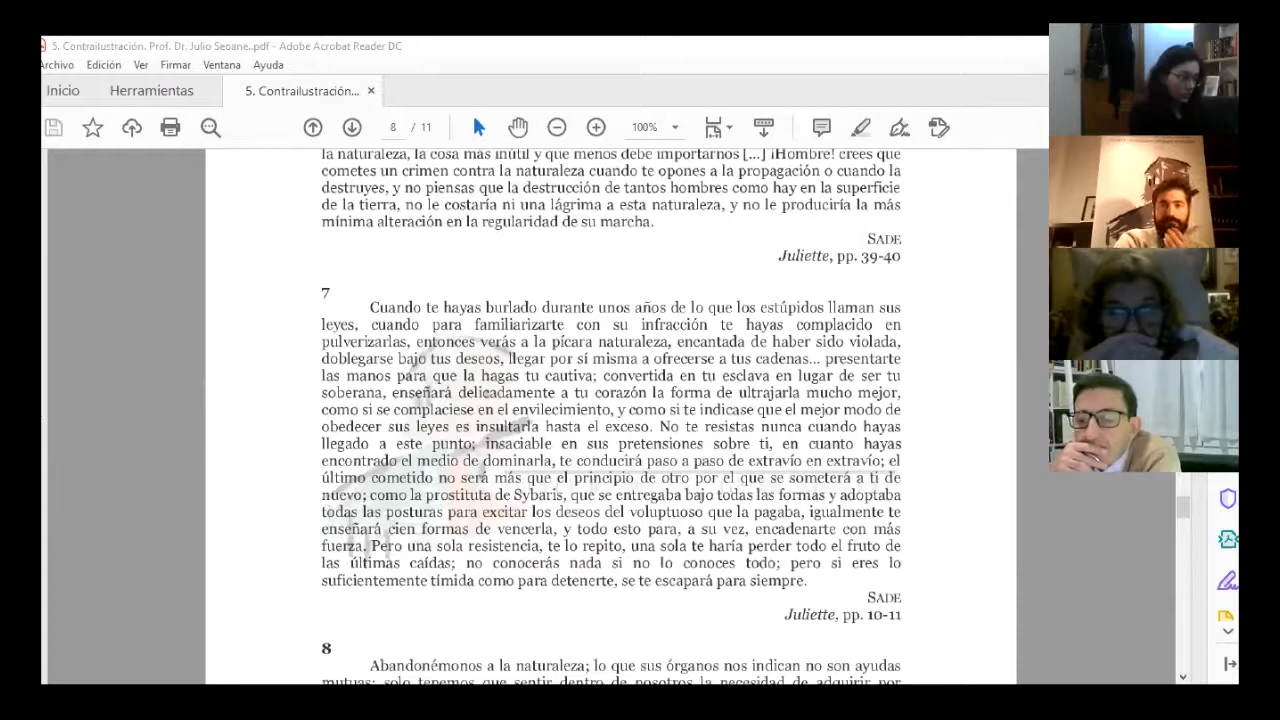 5. Contrailustración. Prof. Dr. Julio Seoane..pdf - Adobe Acrobat Reader DC
Archivo Edición Ver Firmar Ventana Ayuda
Inicio Herramientas 5. Contrailustración... ×
8 / 11 100%
la naturaleza, la cosa más inútil y que menos debe importarnos [...] ¡Hombre! crees que
cometes un crimen contra la naturaleza cuando te opones a la propagación o cuando la
destruyes, y no piensas que la destrucción de tantos hombres como hay en la superficie
de la tierra, no le costaría ni una lágrima a esta naturaleza, y no le produciría la más
mínima alteración en la regularidad de su marcha.
SADE
Juliette, pp. 39-40
7
Cuando te hayas burlado durante unos años de lo que los estúpidos llaman sus
leyes, cuando para familiarizarte con su infracción te hayas complacido en
pulverizarlas, entonces verás a la pícara naturaleza, encantada de haber sido violada,
doblegarse bajo tus deseos, llegar por sí misma a ofrecerse a tus cadenas... presentarte
las manos para que la hagas tu cautiva; convertida en tu esclava en lugar de ser tu
soberana, enseñará delicadamente a tu corazón la forma de ultrajarla mucho mejor,
como si se complaciese en el envilecimiento, y como si te indicase que el mejor modo de
obedecer sus leyes es insultarla hasta el exceso. No te resistas nunca cuando hayas
llegado a este punto; insaciable en sus pretensiones sobre ti, en cuanto hayas
encontrado el medio de dominarla, te conducirá paso a paso de extravío en extravío; el
último cometido no será más que el principio de otro por el que se someterá a ti de
nuevo; como la prostituta de Sybaris, que se entregaba bajo todas las formas y adoptaba
todas las posturas para excitar los deseos del voluptuoso que la pagaba, igualmente te
enseñará cien formas de vencerla, y todo esto para, a su vez, encadenarte con más
fuerza. Pero una sola resistencia, te lo repito, una sola te haría perder todo el fruto de
las últimas caídas; no conocerás nada si no lo conoces todo; pero si eres lo
suficientemente tímida como para detenerte, se te escapará para siempre.
SADE
Juliette, pp. 10-11
8
Abandonémonos a la naturaleza; lo que sus órganos nos indican no son ayudas
mutuas; solo tenemos que sentir dentro de nosotros la necesidad de adquirir por